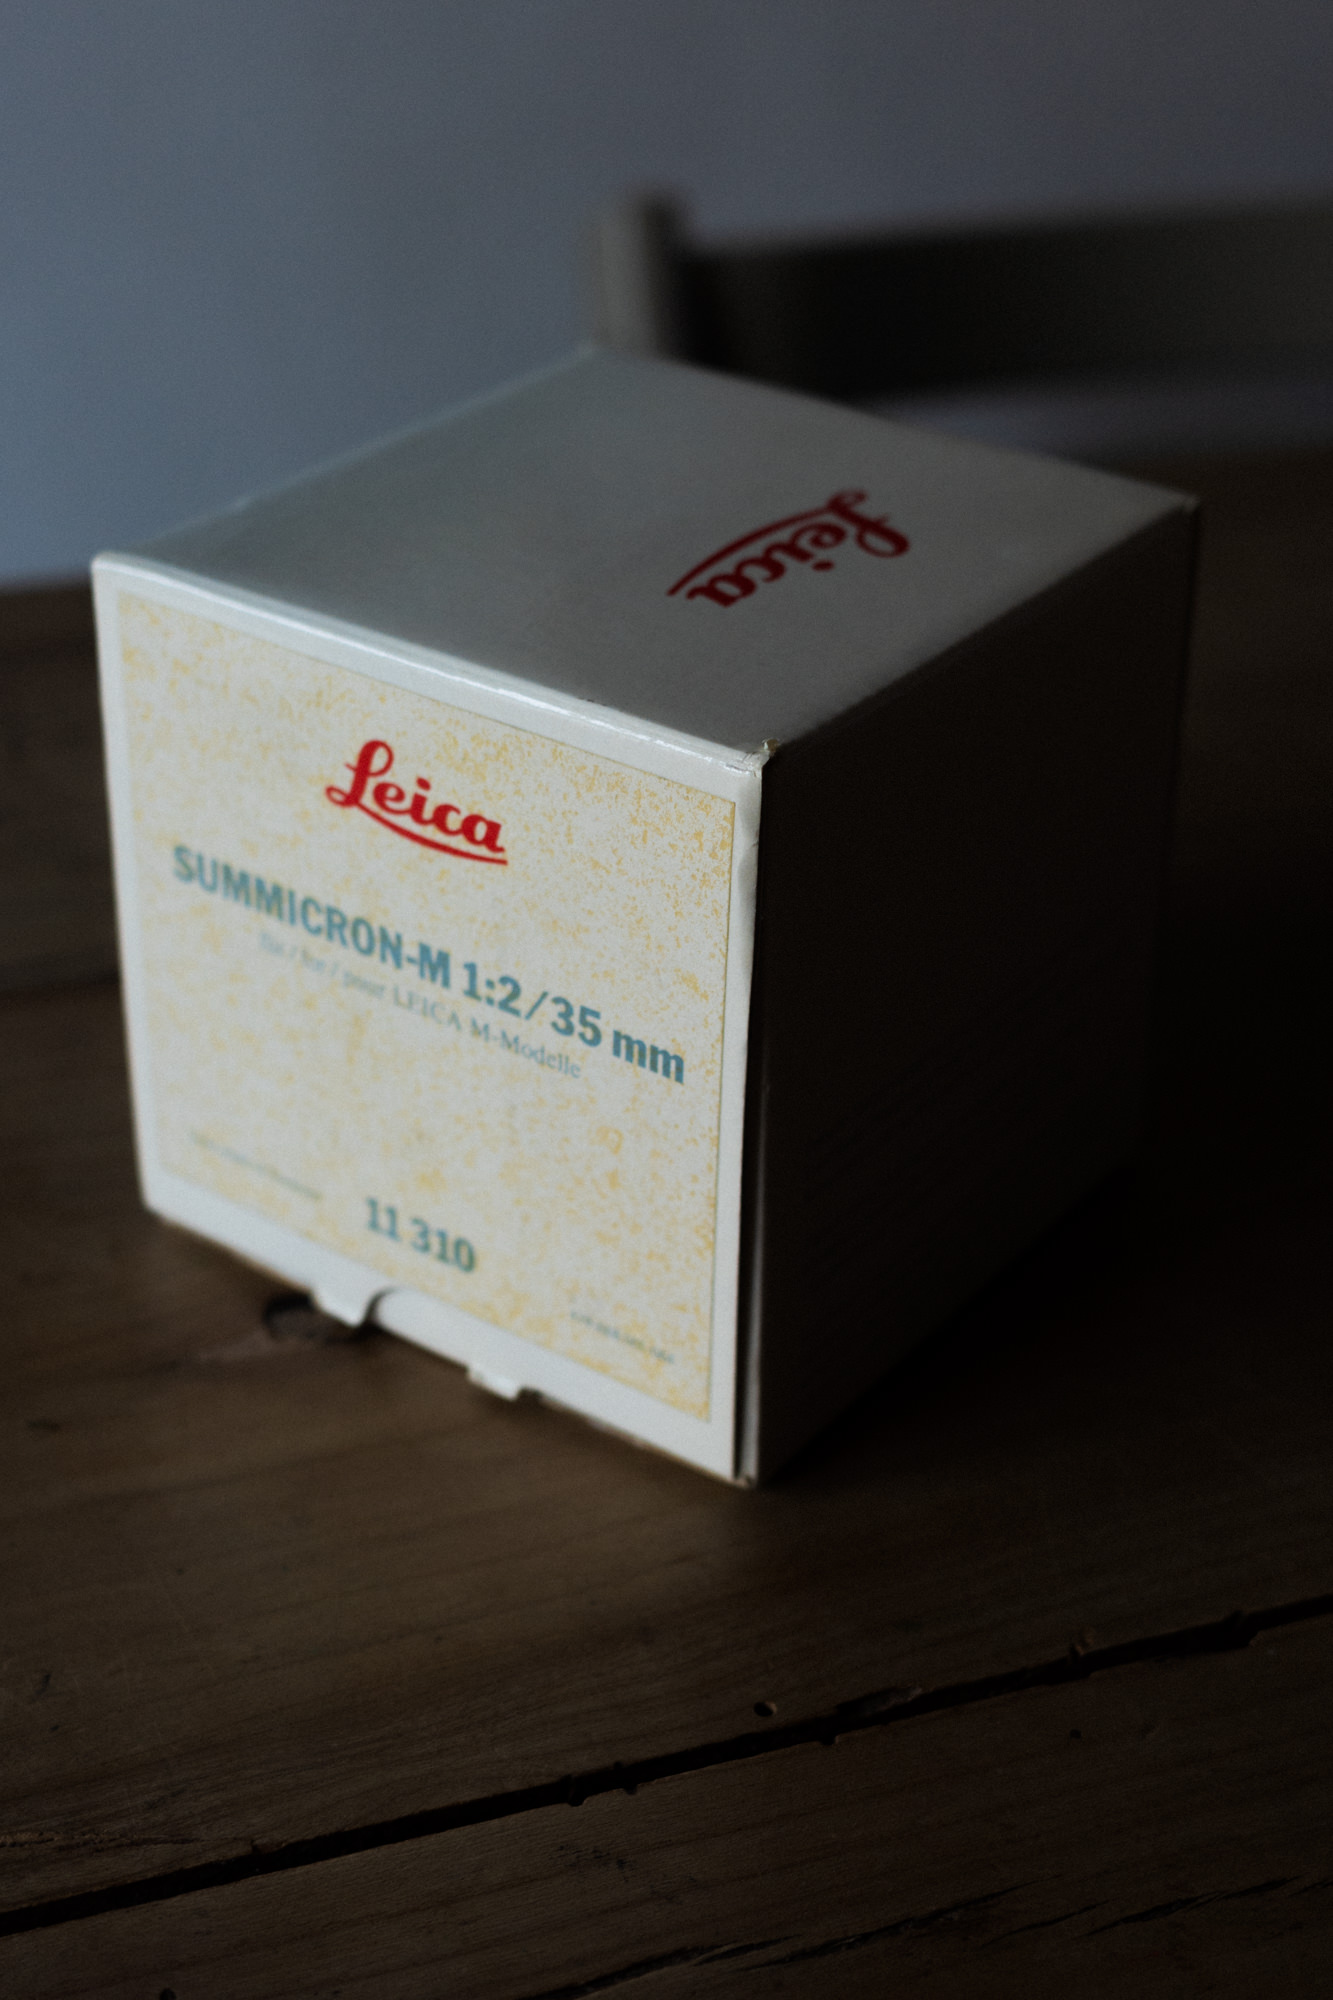 Leica
Leica
SUMMICRON-M 1:2/35 mm
für / for / pour LEICA M-Modelle
11 310